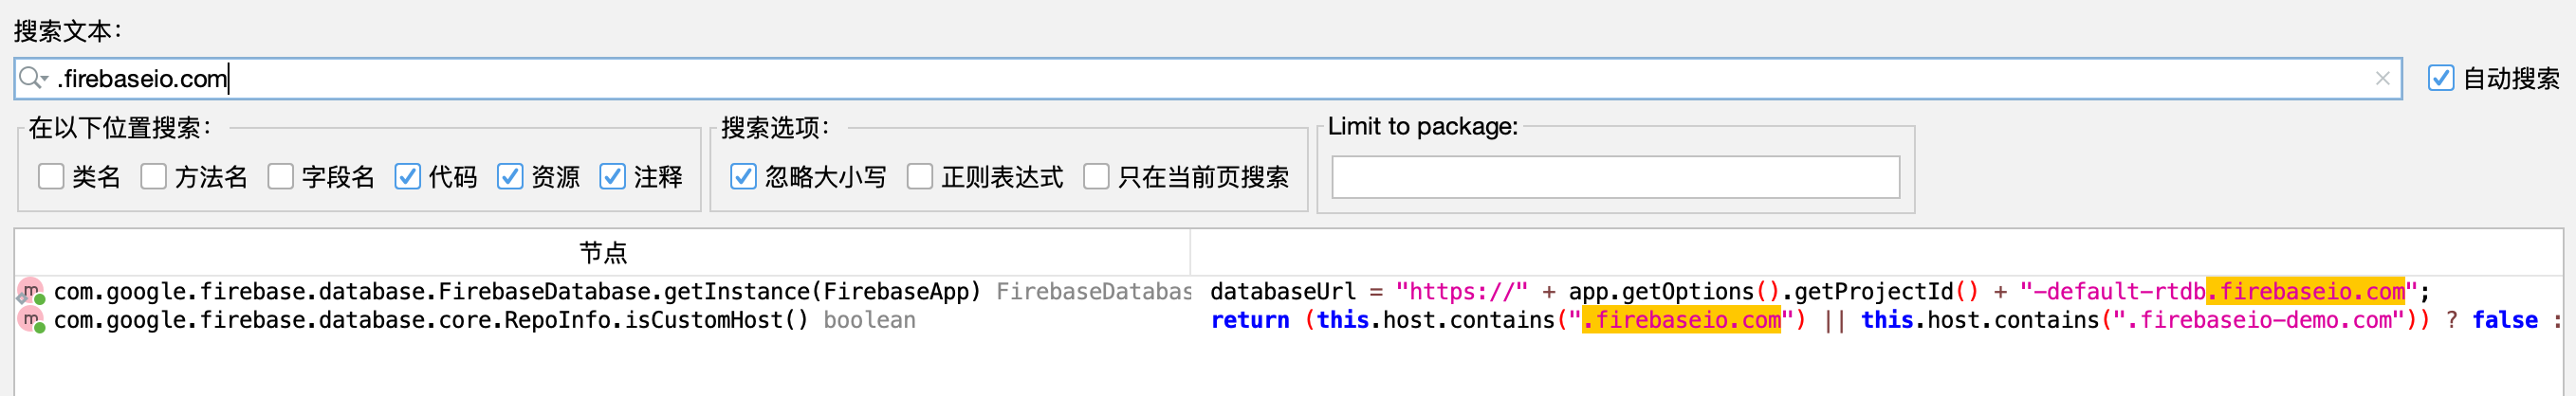 搜索文本：
.firebaseio.com
自动搜索
在以下位置搜索：
搜索选项：
Limit to package:
类名 方法名 字段名 代码 资源 注释
忽略大小写 正则表达式 只在当前页搜索
节点
com.google.firebase.database.FirebaseDatabase.getInstance(FirebaseApp) FirebaseDatabas databaseUrl = "https://" + app.getOptions().getProjectId() + "-default-rtdb.firebaseio.com";
com.google.firebase.database.core.RepoInfo.isCustomHost() boolean return (this.host.contains(".firebaseio.com") || this.host.contains(".firebaseio-demo.com")) ? false :